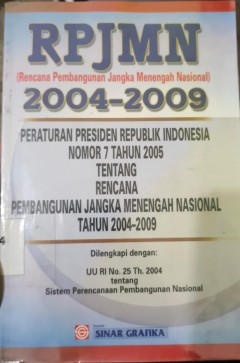 RPJMN
(Rencana Pembangunan Jangka Menengah Nasional)
2004-2009
PERATURAN PRESIDEN REPUBLIK INDONESIA
NOMOR 7 TAHUN 2005
TENTANG
RENCANA
PEMBANGUNAN JANGKA MENENGAH NASIONAL
TAHUN 2004-2009
4
Dilengkapi dengan:
UU RI No. 25 Th. 2004
tentang
Sistem Perencanaan Pembangunan Nasional
SINAR GRAFIKA